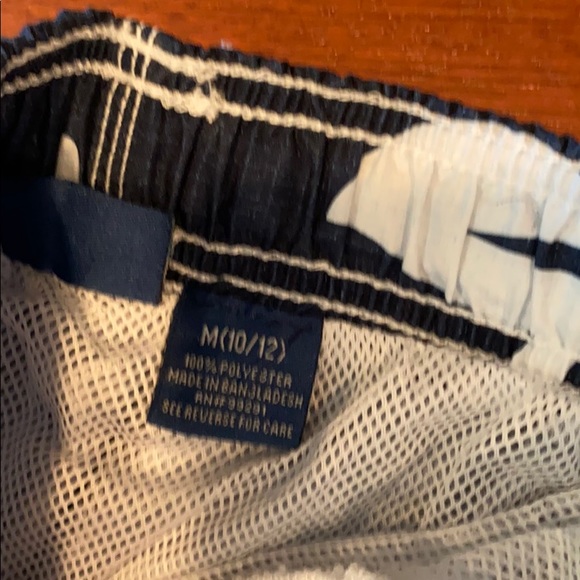 M(10/12)
100% POLYESTER
MADE IN BANGLADESH
RN# 99291
SEE REVERSE FOR CARE